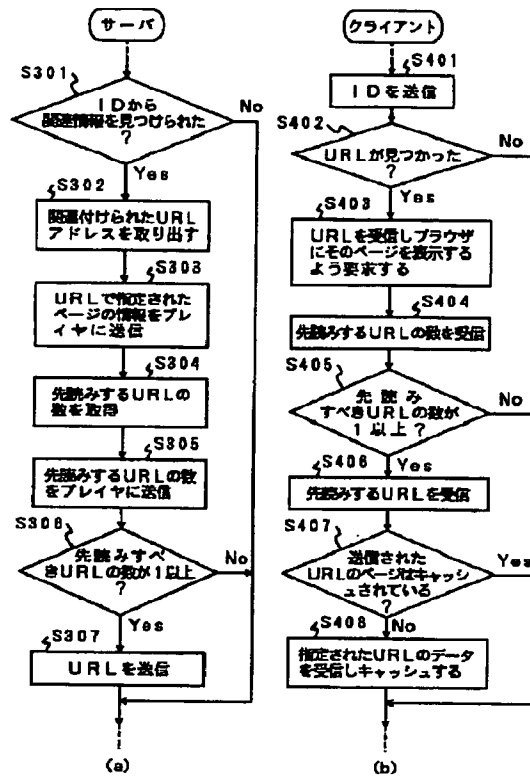 サーバ
S301
IDから
関連情報を見つけられた
?
No
Yes
S302
関連付けられたURL
アドレスを取り出す
S303
URLで指定された
ページの情報をプレ
イヤに送信
S304
先読みするURLの
数を取得
S305
先読みするURLの数
をプレイヤに送信
S306
先読みすべ
きURLの数が1以上
?
No
Yes
S307
URLを送信
(a)
クライアント
S401
IDを送信
S402
URLが見つかった
?
No
Yes
S403
URLを受信しブラウザ
にそのページを表示する
よう要求する
S404
先読みするURLの数を受信
S405
先読み
すべきURLの数が
1以上?
No
S406
Yes
先読みするURLを受信
S407
送信された
URLのページはキャッシ
ュされている
?
Yes
S408
No
指定されたURLのデータ
を受信しキャッシュする
(b)